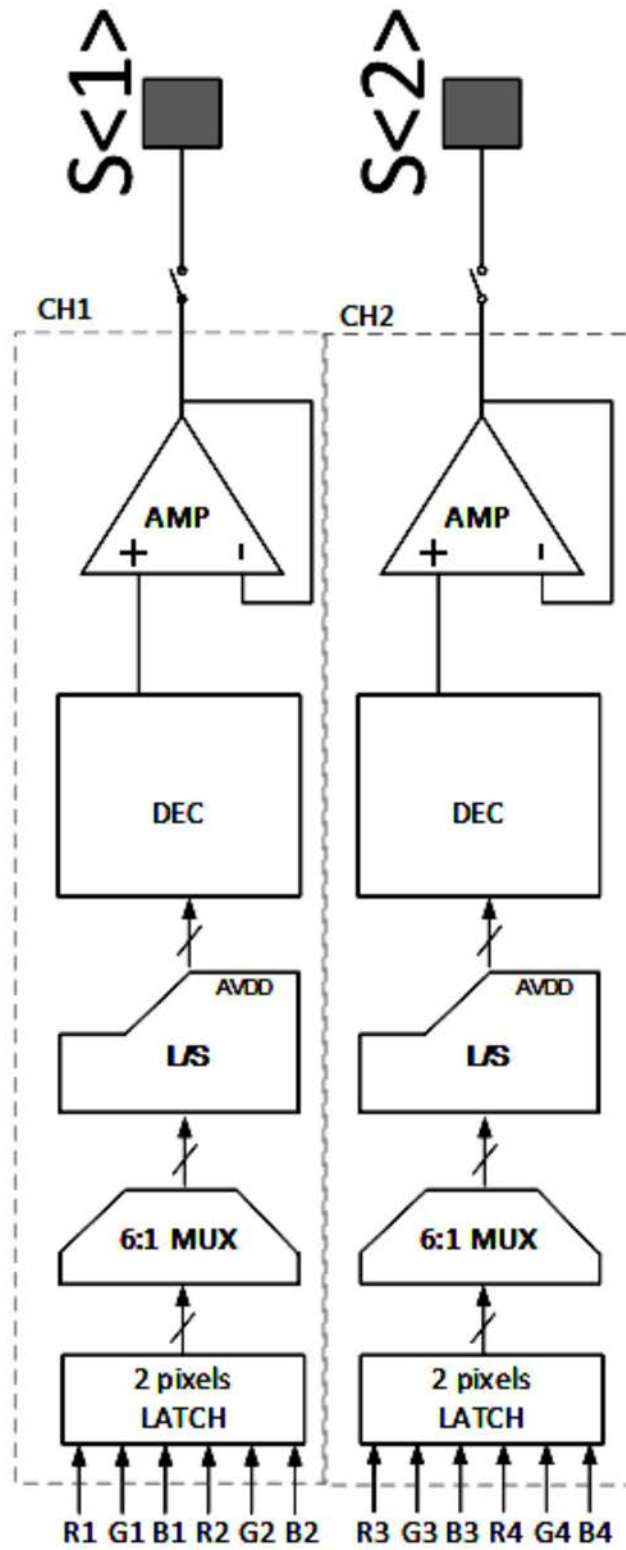 S<1>
S<2>
CH1
CH2
AMP
+
-
AMP
+
-
DEC
DEC
AVDD
L/S
AVDD
L/S
6:1 MUX
6:1 MUX
2 pixels
LATCH
2 pixels
LATCH
R1 G1 B1 R2 G2 B2
R3 G3 B3 R4 G4 B4